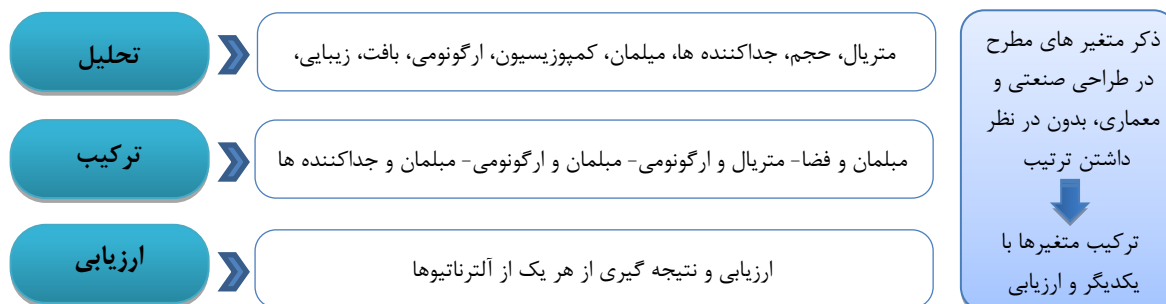 ذکر متغیر های مطرح
در طراحی صنعتی و
معماری، بدون در نظر
داشتن ترتیب
ترکیب متغیرها با
یکدیگر و ارزیابی
متریال، حجم، جداکننده ها، میلمان، کمپوزیسیون، ارگونومی، بافت، زیبایی،
تحلیل
مبلمان و فضا- متریال و ارگونومی- مبلمان و ارگونومی- مبلمان و جداکننده ها
ترکیب
ارزیابی و نتیجه گیری از هر یک از آلترناتیوها
ارزیابی